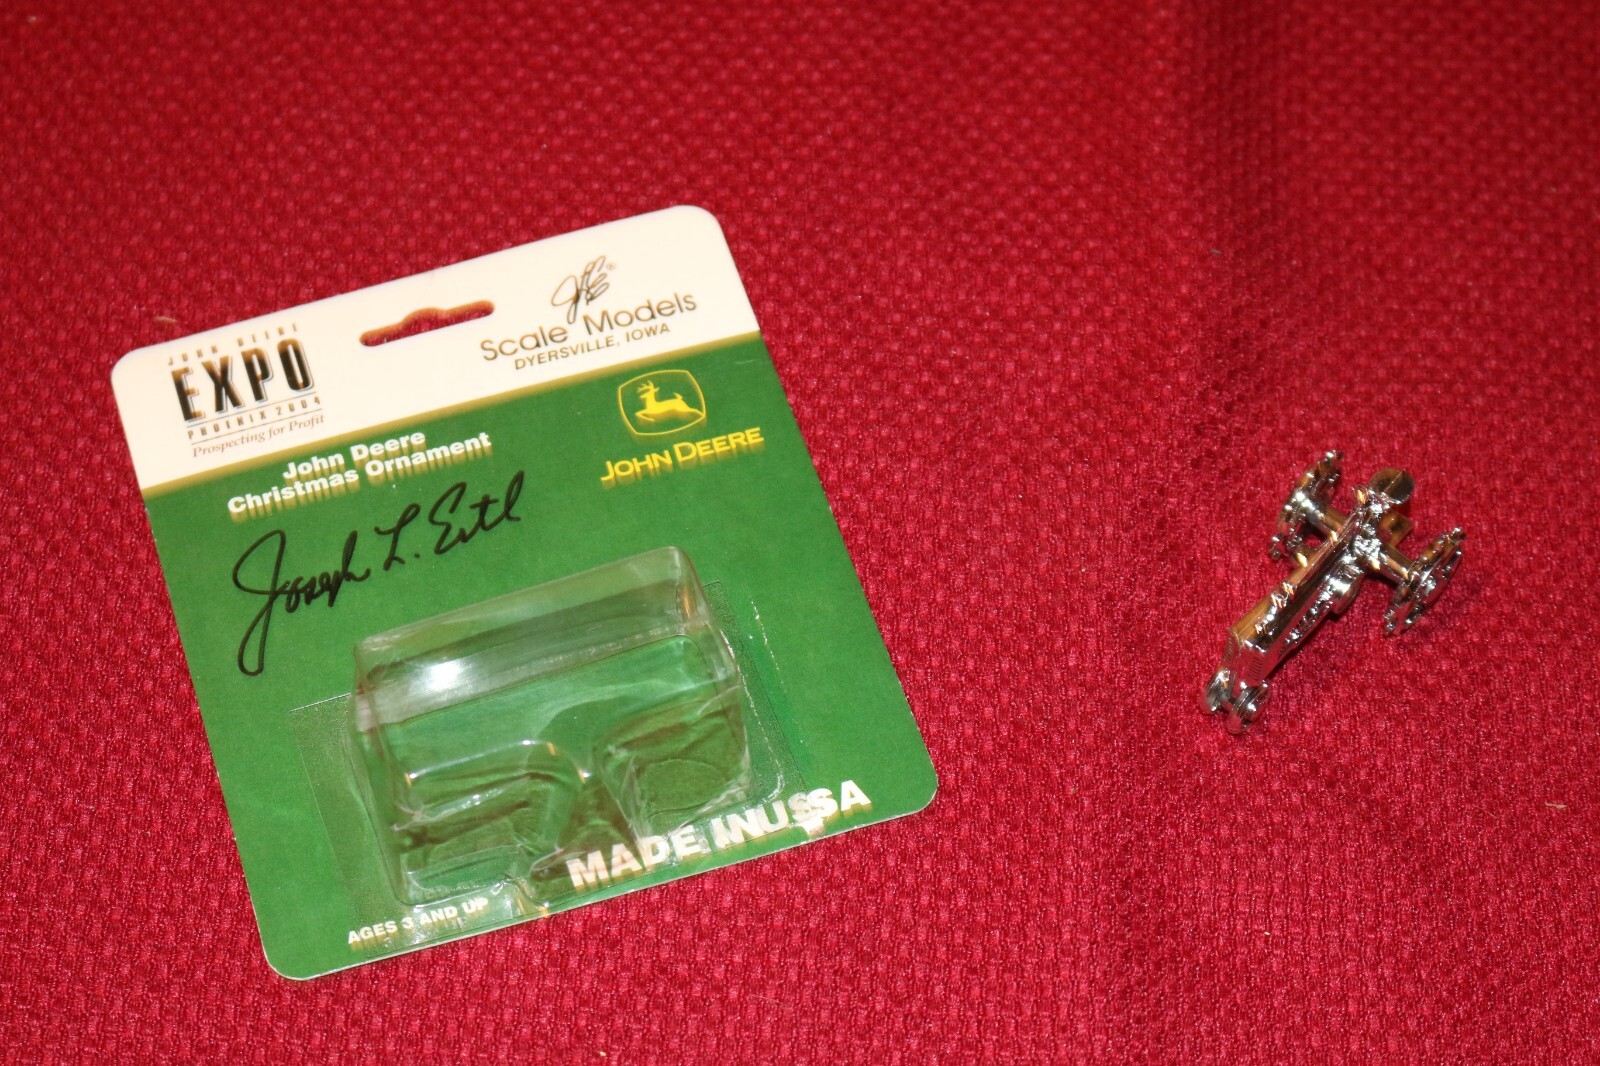 JOHN DEERE
EXPO
PHOENIX 2004
Prospecting for Profit
JLE®
Scale Models
DYERSVILLE, IOWA
John Deere
Christmas Ornament
JOHN DEERE
Joseph L. Ertl
MADE IN USA
AGES 3 AND UP